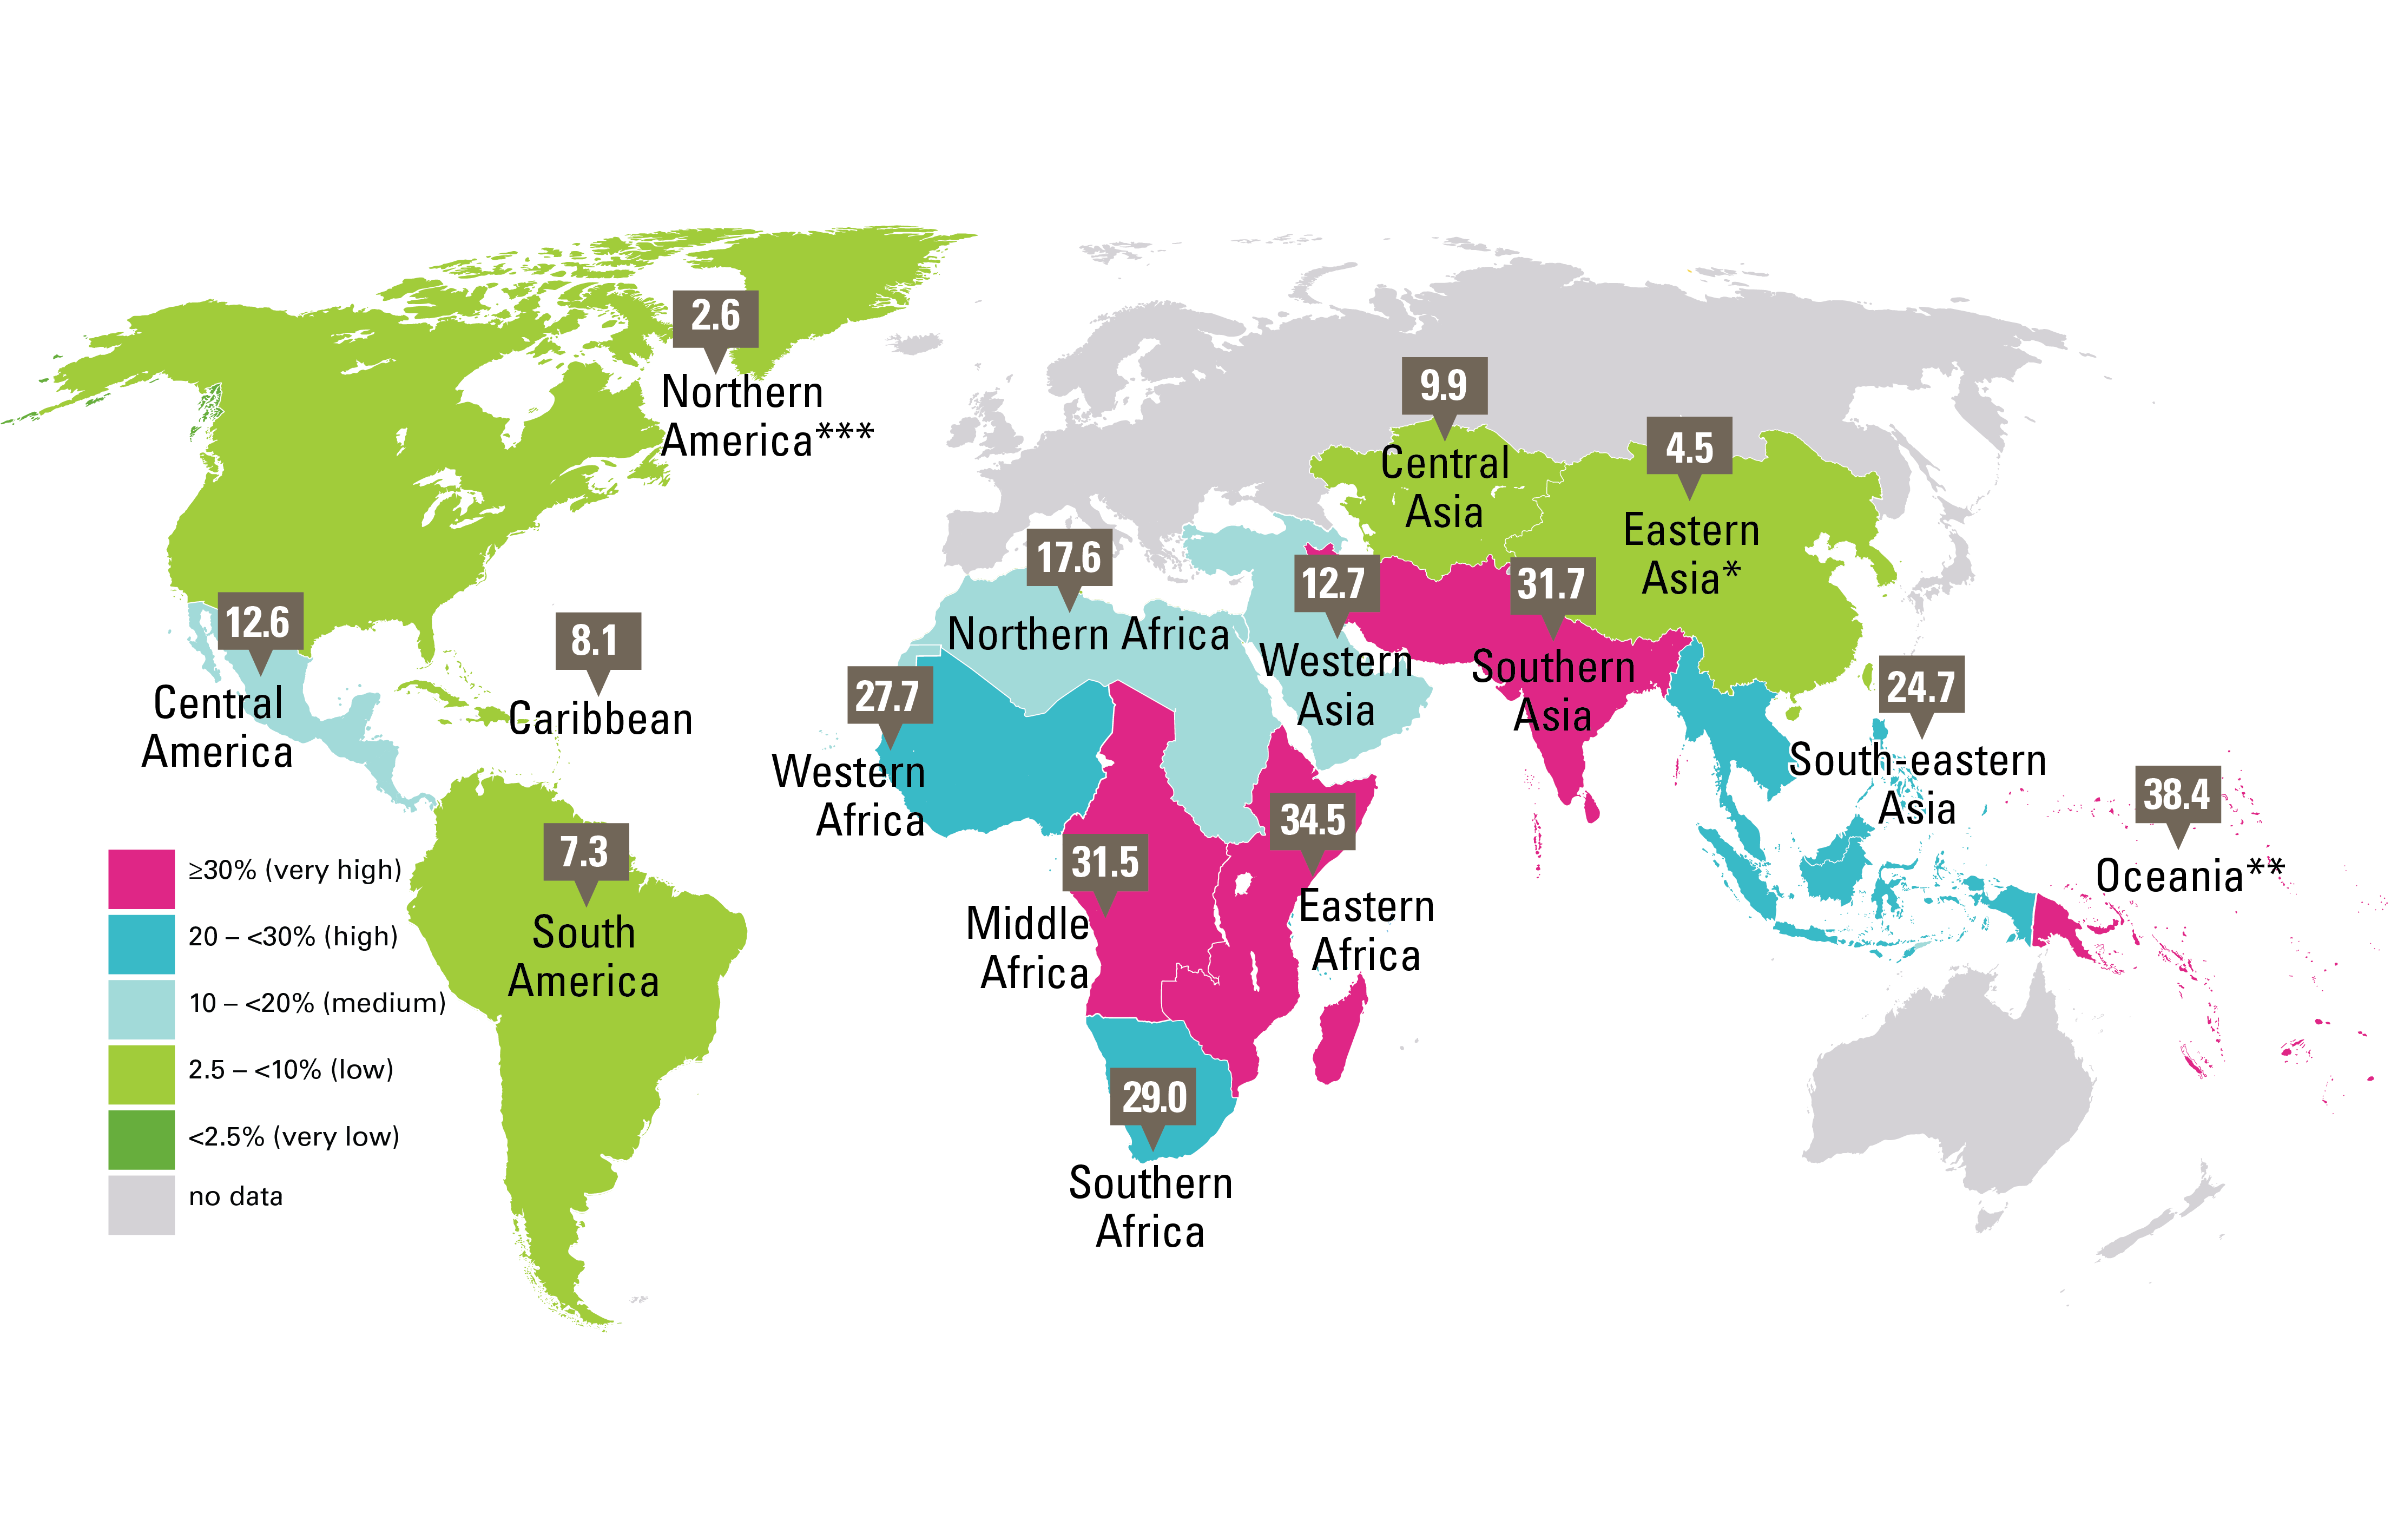 2.6
Northern
America***
9.9
Central
Asia
4.5
Eastern
Asia*
17.6
Northern Africa
12.7
Western
Asia
31.7
Southern
Asia
12.6
Central
America
8.1
Caribbean
27.7
Western
Africa
24.7
South-eastern
Asia
38.4
Oceania**
7.3
South
America
31.5
Middle
Africa
34.5
Eastern
Africa
29.0
Southern
Africa
≥30% (very high)
20 – <30% (high)
10 – <20% (medium)
2.5 – <10% (low)
<2.5% (very low)
no data